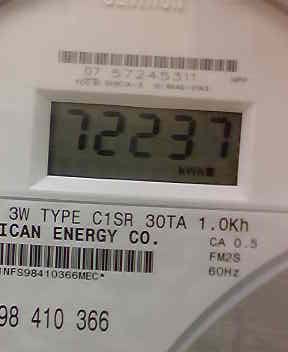 CENTRON
07 57245311
72237
kWh
3W TYPE C1SR 30TA 1.0Kh
ICAN ENERGY CO.
CA 0.5
FM2S
60Hz
INFS98410366MEC*
98 410 366